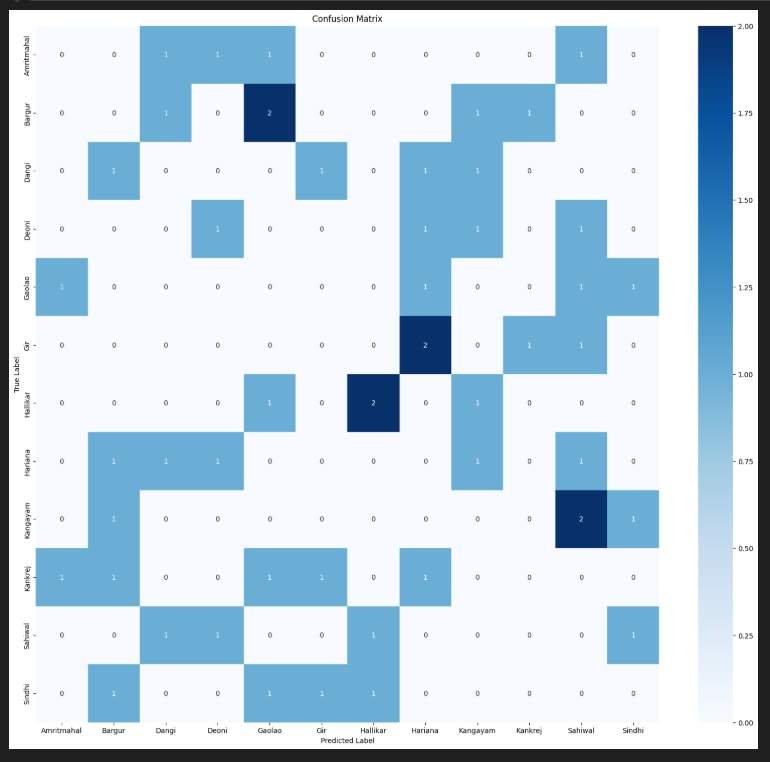 Confusion Matrix
Amritmahal 0 0 1 1 1 0 0 0 0 0 1 0
Bargur 0 0 1 0 2 0 0 0 1 1 0 0
Dangi 0 1 0 0 0 1 0 1 1 0 0 0
Deoni 0 0 0 1 0 0 0 1 1 0 1 0
Gaolao 1 0 0 0 0 0 0 1 0 0 1 1
Gir 0 0 0 0 0 0 0 2 0 1 1 0
Hallikar 0 0 0 0 1 0 2 0 1 0 0 0
Hariana 0 1 1 1 0 0 0 0 1 0 1 0
Kangayam 0 1 0 0 0 0 0 0 0 0 2 1
Kankrej 1 1 0 0 1 1 0 1 0 0 0 0
Sahiwal 0 0 1 1 0 0 1 0 0 0 0 1
Sindhi 0 1 0 0 1 1 1 0 0 0 0 0
True Label
Amritmahal Bargur Dangi Deoni Gaolao Gir Hallikar Hariana Kangayam Kankrej Sahiwal Sindhi
Predicted Label
2.00
1.75
1.50
1.25
1.00
0.75
0.50
0.25
0.00